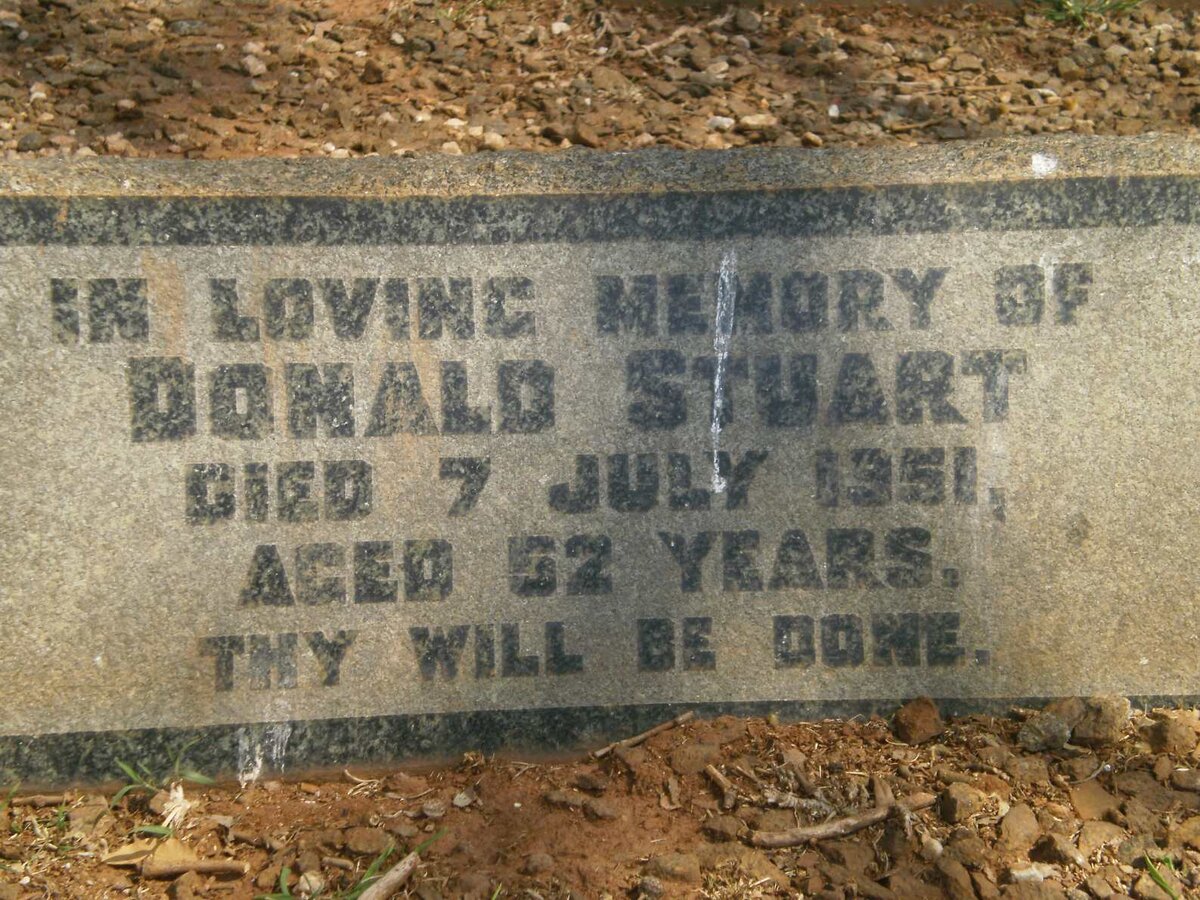 IN LOVING MEMORY OF
DONALD STUART
DIED 7 JULY 1951,
AGED 52 YEARS.
THY WILL BE DONE.